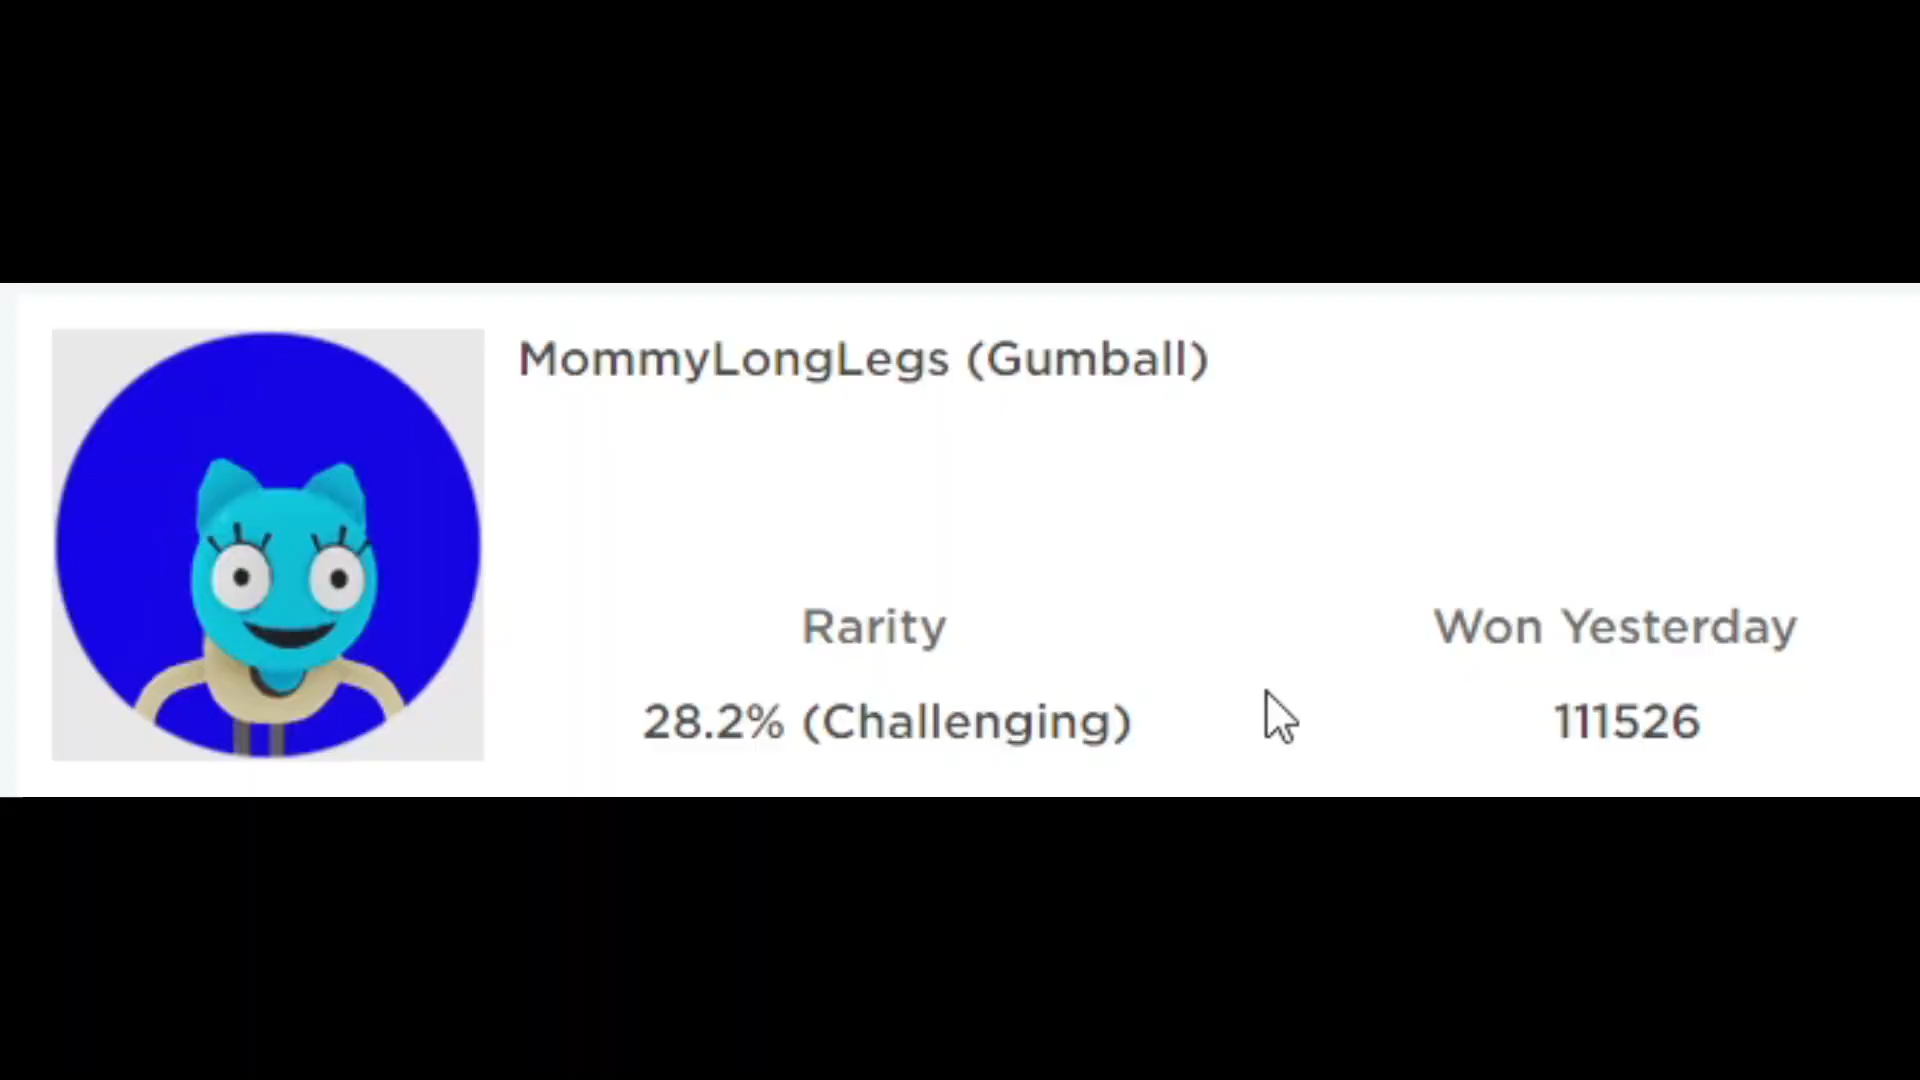 MommyLongLegs (Gumball)
Rarity
Won Yesterday
28.2% (Challenging)
111526